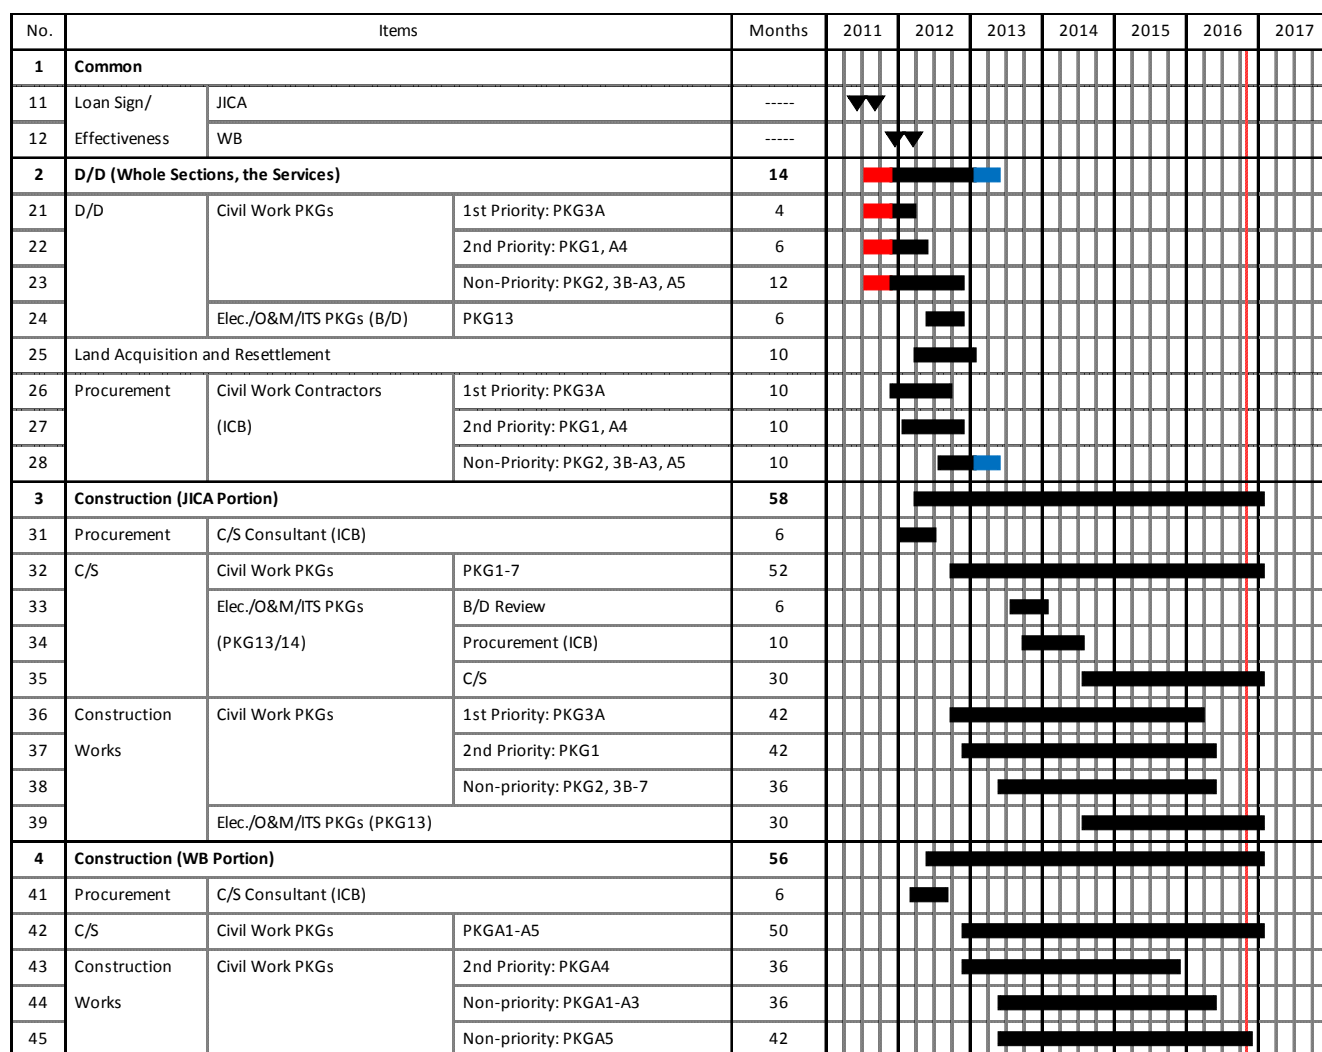 No. Items Months 2011 2012 2013 2014 2015 2016 2017
1 Common
11 Loan Sign/ JICA -----
12 Effectiveness WB -----
2 D/D (Whole Sections, the Services) 14
21 D/D Civil Work PKGs 1st Priority: PKG3A 4
22 2nd Priority: PKG1, A4 6
23 Non-Priority: PKG2, 3B-A3, A5 12
24 Elec./O&M/ITS PKGs (B/D) PKG13 6
25 Land Acquisition and Resettlement 10
26 Procurement Civil Work Contractors 1st Priority: PKG3A 10
27 (ICB) 2nd Priority: PKG1, A4 10
28 Non-Priority: PKG2, 3B-A3, A5 10
3 Construction (JICA Portion) 58
31 Procurement C/S Consultant (ICB) 6
32 C/S Civil Work PKGs PKG1-7 52
33 Elec./O&M/ITS PKGs B/D Review 6
34 (PKG13/14) Procurement (ICB) 10
35 C/S 30
36 Construction Civil Work PKGs 1st Priority: PKG3A 42
37 Works 2nd Priority: PKG1 42
38 Non-priority: PKG2, 3B-7 36
39 Elec./O&M/ITS PKGs (PKG13) 30
4 Construction (WB Portion) 56
41 Procurement C/S Consultant (ICB) 6
42 C/S Civil Work PKGs PKGA1-A5 50
43 Construction Civil Work PKGs 2nd Priority: PKGA4 36
44 Works Non-priority: PKGA1-A3 36
45 Non-priority: PKGA5 42